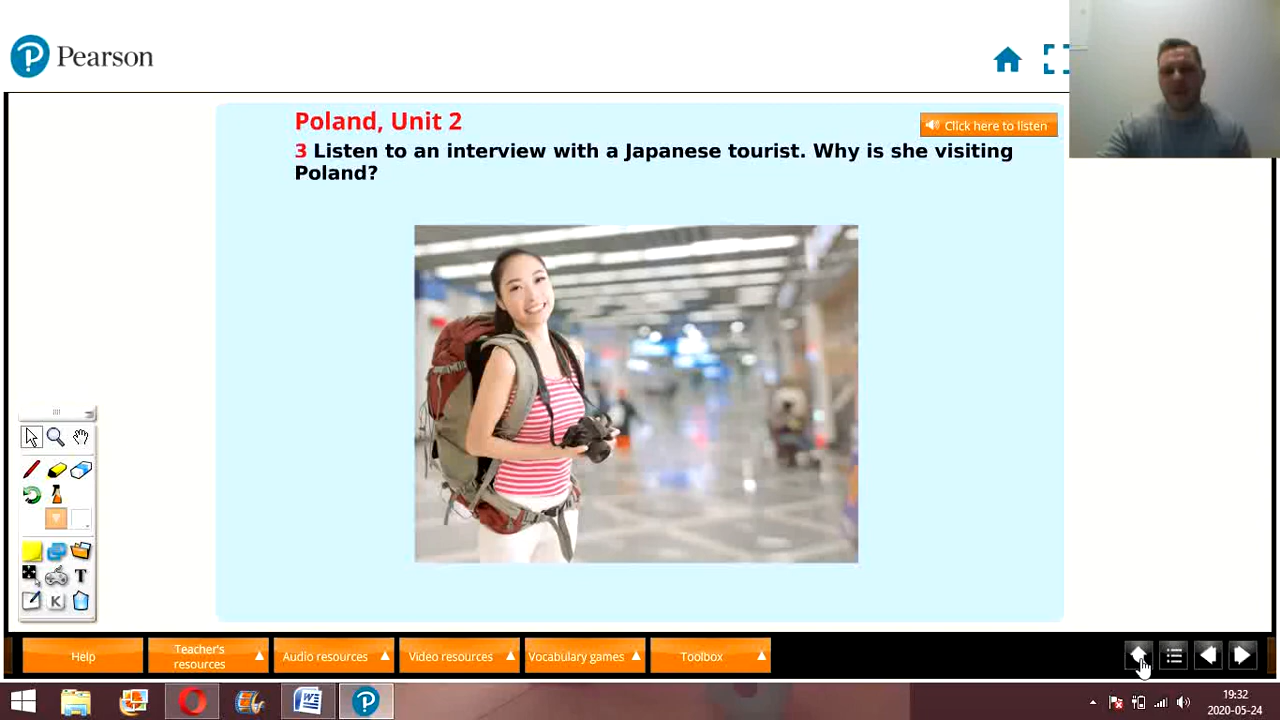 Pearson
Poland, Unit 2
Click here to listen
3 Listen to an interview with a Japanese tourist. Why is she visiting
Poland?
T
K
Help
Teacher's
resources
Audio resources
Video resources
Vocabulary games
Toolbox
19:32
2020-05-24